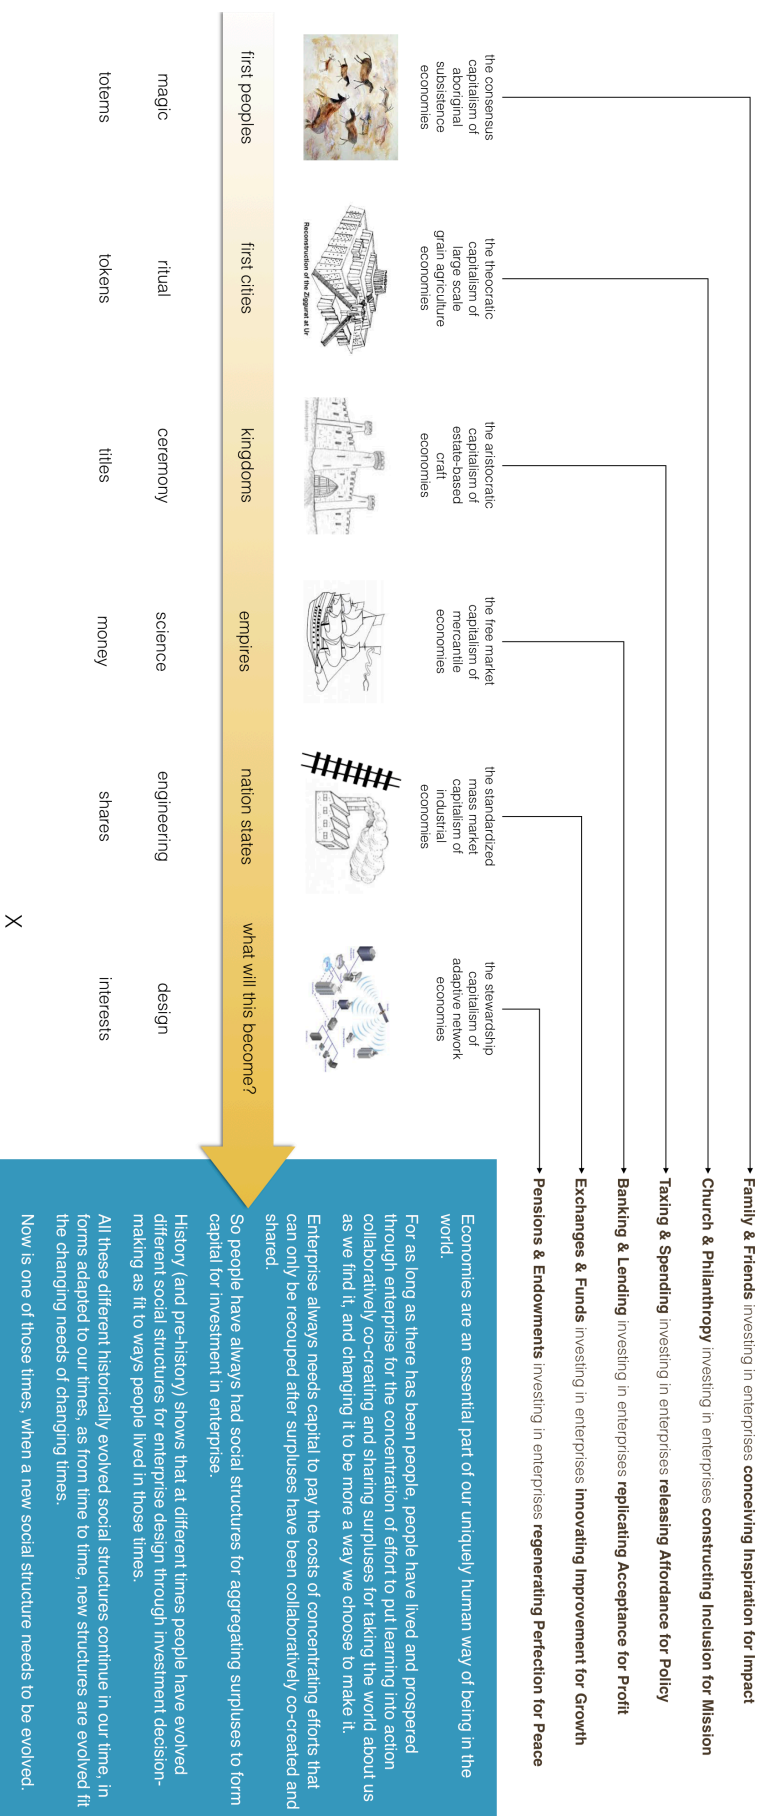 Family & Friends investing in enterprises conceiving Inspiration for Impact
Church & Philanthropy investing in enterprises constructing Inclusion for Mission
Taxing & Spending investing in enterprises releasing Affordance for Policy
Banking & Lending investing in enterprises replicating Acceptance for Profit
Exchanges & Funds investing in enterprises innovating Improvement for Growth
Pensions & Endowments investing in enterprises regenerating Perfection for Peace
the consensus
capitalism of
aboriginal
subsistence
economies
the theocratic
capitalism of
large scale
grain agriculture
economies
the aristocratic
capitalism of
estate-based
craft
economies
the free market
capitalism of
mercantile
economies
the standardized
mass market
capitalism of
industrial
economies
the stewardship
capitalism of
adaptive network
economies
Reconstruction of the Ziggurat at Ur
first peoples
first cities
kingdoms
empires
nation states
what will this become?
magic
ritual
ceremony
science
engineering
design
totems
tokens
titles
money
shares
interests
X
Economies are an essential part of our uniquely human way of being in the
world.
For as long as there has been people, people have lived and prospered
through enterprise for the concentration of effort to put learning into action
collaboratively co-creating and sharing surpluses for taking the world about us
as we find it, and changing it to be more a way we choose to make it.
Enterprise always needs capital to pay the costs of concentrating efforts that
can only be recouped after surpluses have been collaboratively co-created and
shared.
So people have always had social structures for aggregating surpluses to form
capital for investment in enterprise.
History (and pre-history) shows that at different times people have evolved
different social structures for enterprise design through investment decision-
making as fit to ways people lived in those times.
All these different historically evolved social structures continue in our time, in
forms adapted to our times, as from time to time, new structures are evolved fit
the changing needs of changing times.
Now is one of those times, when a new social structure needs to be evolved.